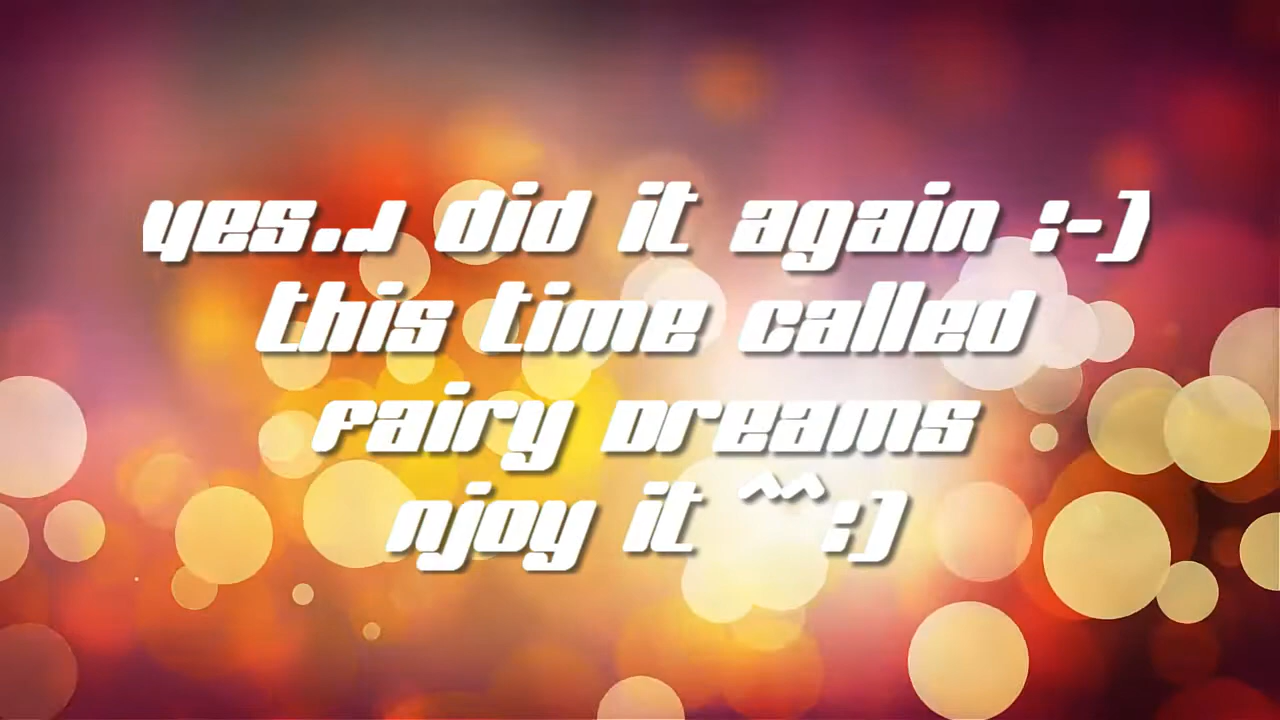 yes.I did it again :-)
this time called
Fairy Dreams
njoy it ^^:)